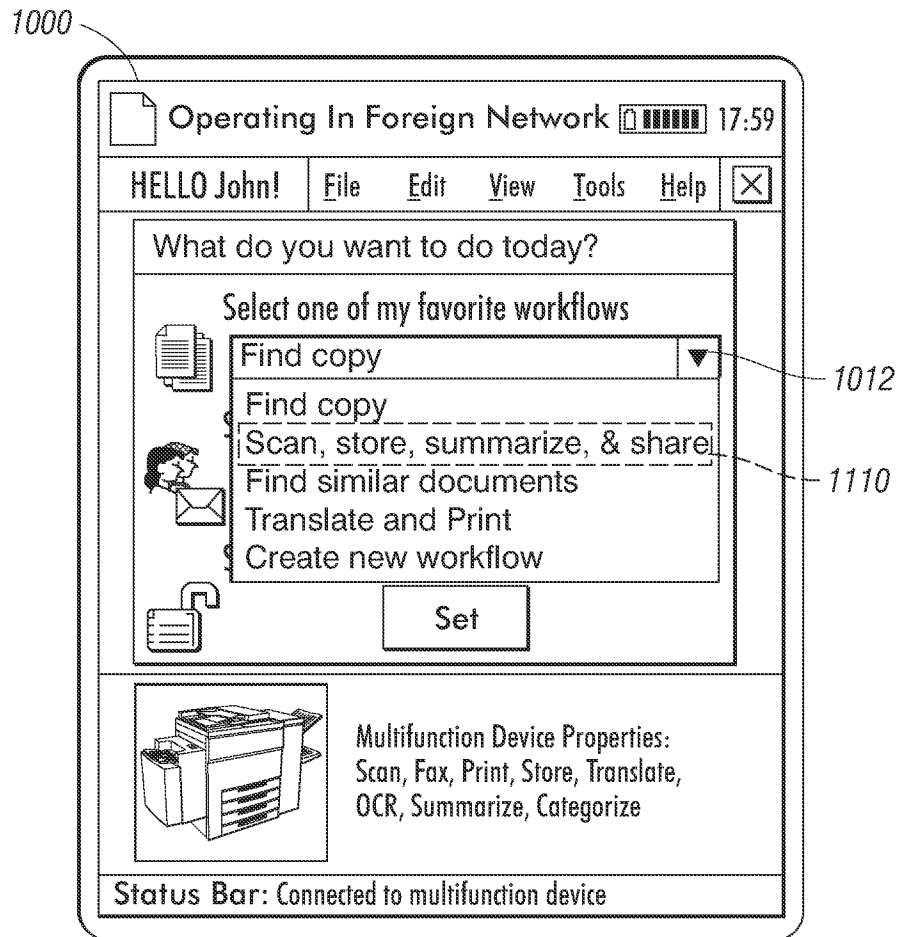 1000
Operating In Foreign Network 17:59
HELLO John! File Edit View Tools Help
What do you want to do today?
Select one of my favorite workflows
Find copy
1012
Find copy
Scan, store, summarize, & share
1110
Find similar documents
Translate and Print
Create new workflow
Set
Multifunction Device Properties:
Scan, Fax, Print, Store, Translate,
OCR, Summarize, Categorize
Status Bar: Connected to multifunction device